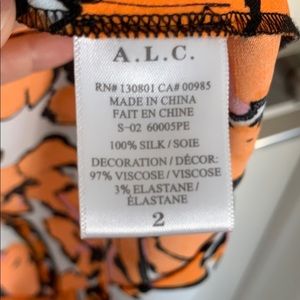 A.L.C.
RN# 130801 CA# 00985
MADE IN CHINA
FAIT EN CHINE
S-02 60005PE
100% SILK / SOIE
DECORATION / DÉCOR:
97% VISCOSE / VISCOSE
3% ELASTANE /
ÉLASTANE
2